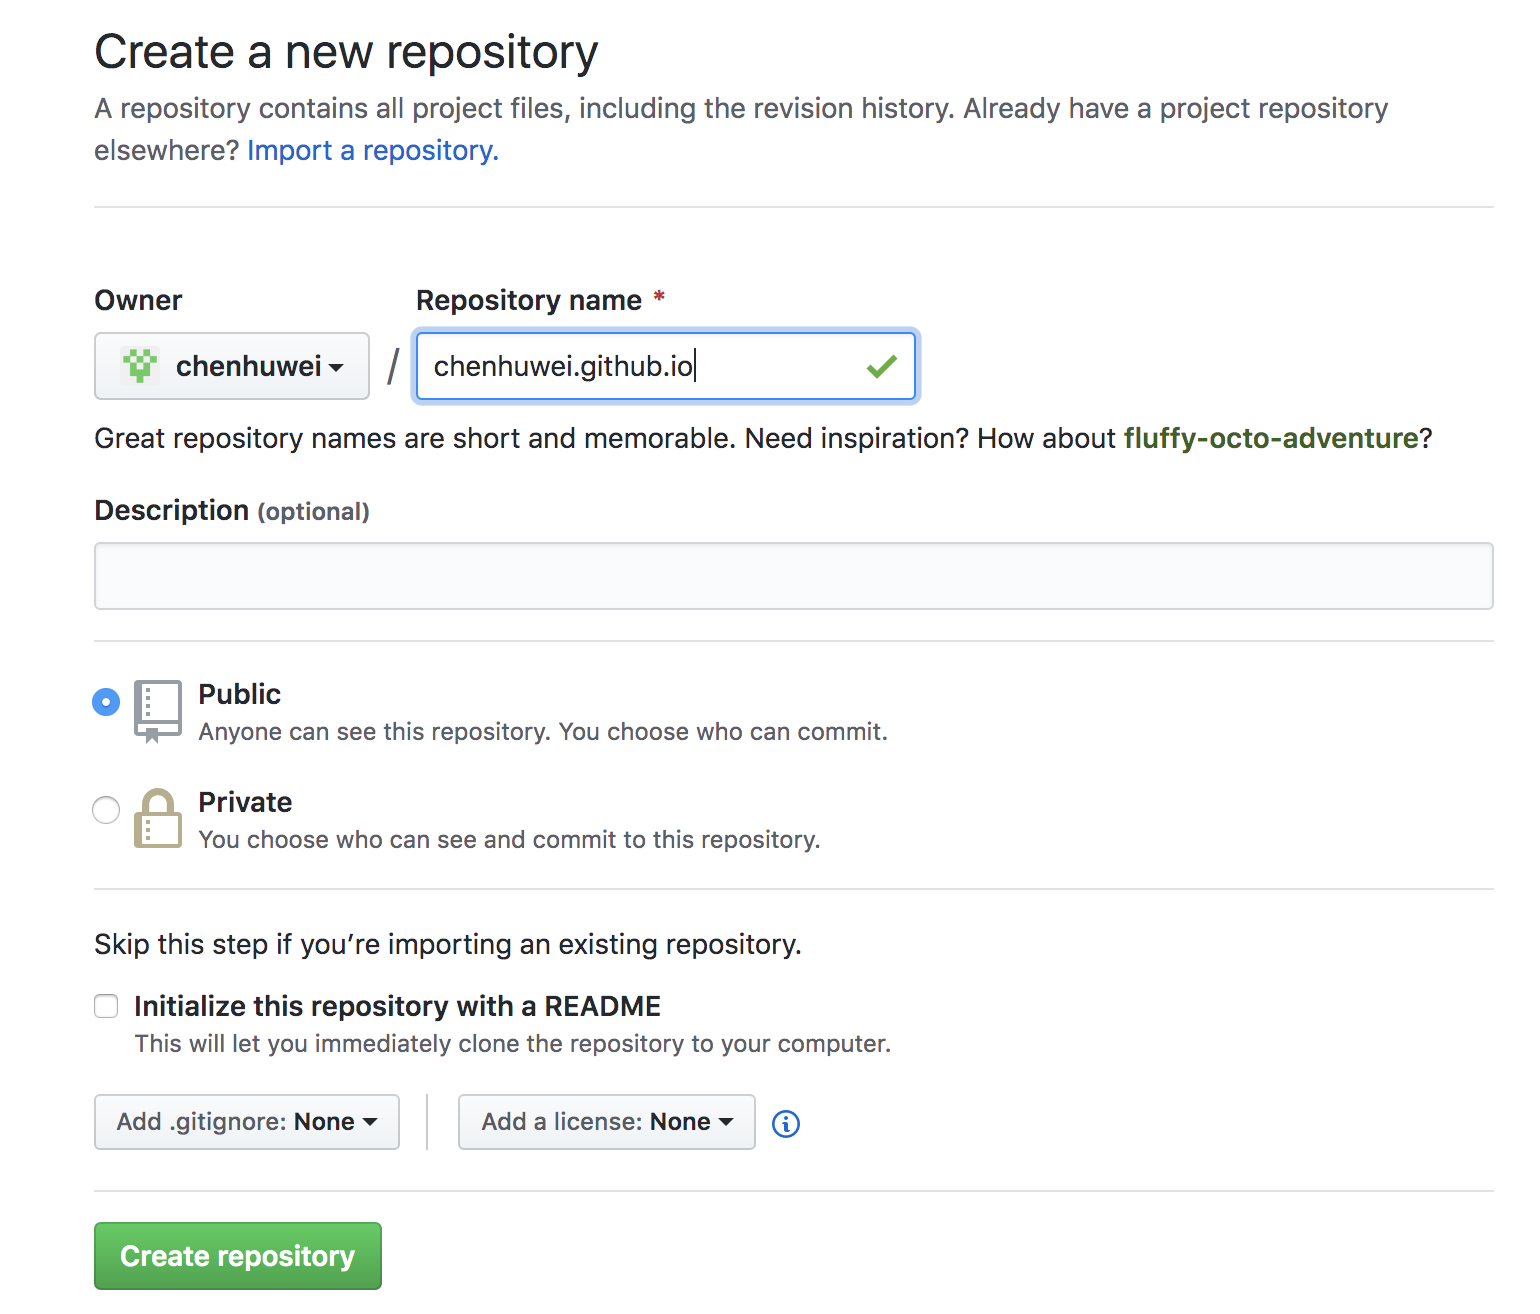 Create a new repository
A repository contains all project files, including the revision history. Already have a project repository
elsewhere? Import a repository.
Owner Repository name *
chenhuwei / chenhuwei.github.io
Great repository names are short and memorable. Need inspiration? How about fluffy-octo-adventure?
Description (optional)
Public
Anyone can see this repository. You choose who can commit.
Private
You choose who can see and commit to this repository.
Skip this step if you’re importing an existing repository.
Initialize this repository with a README
This will let you immediately clone the repository to your computer.
Add .gitignore: None Add a license: None
Create repository